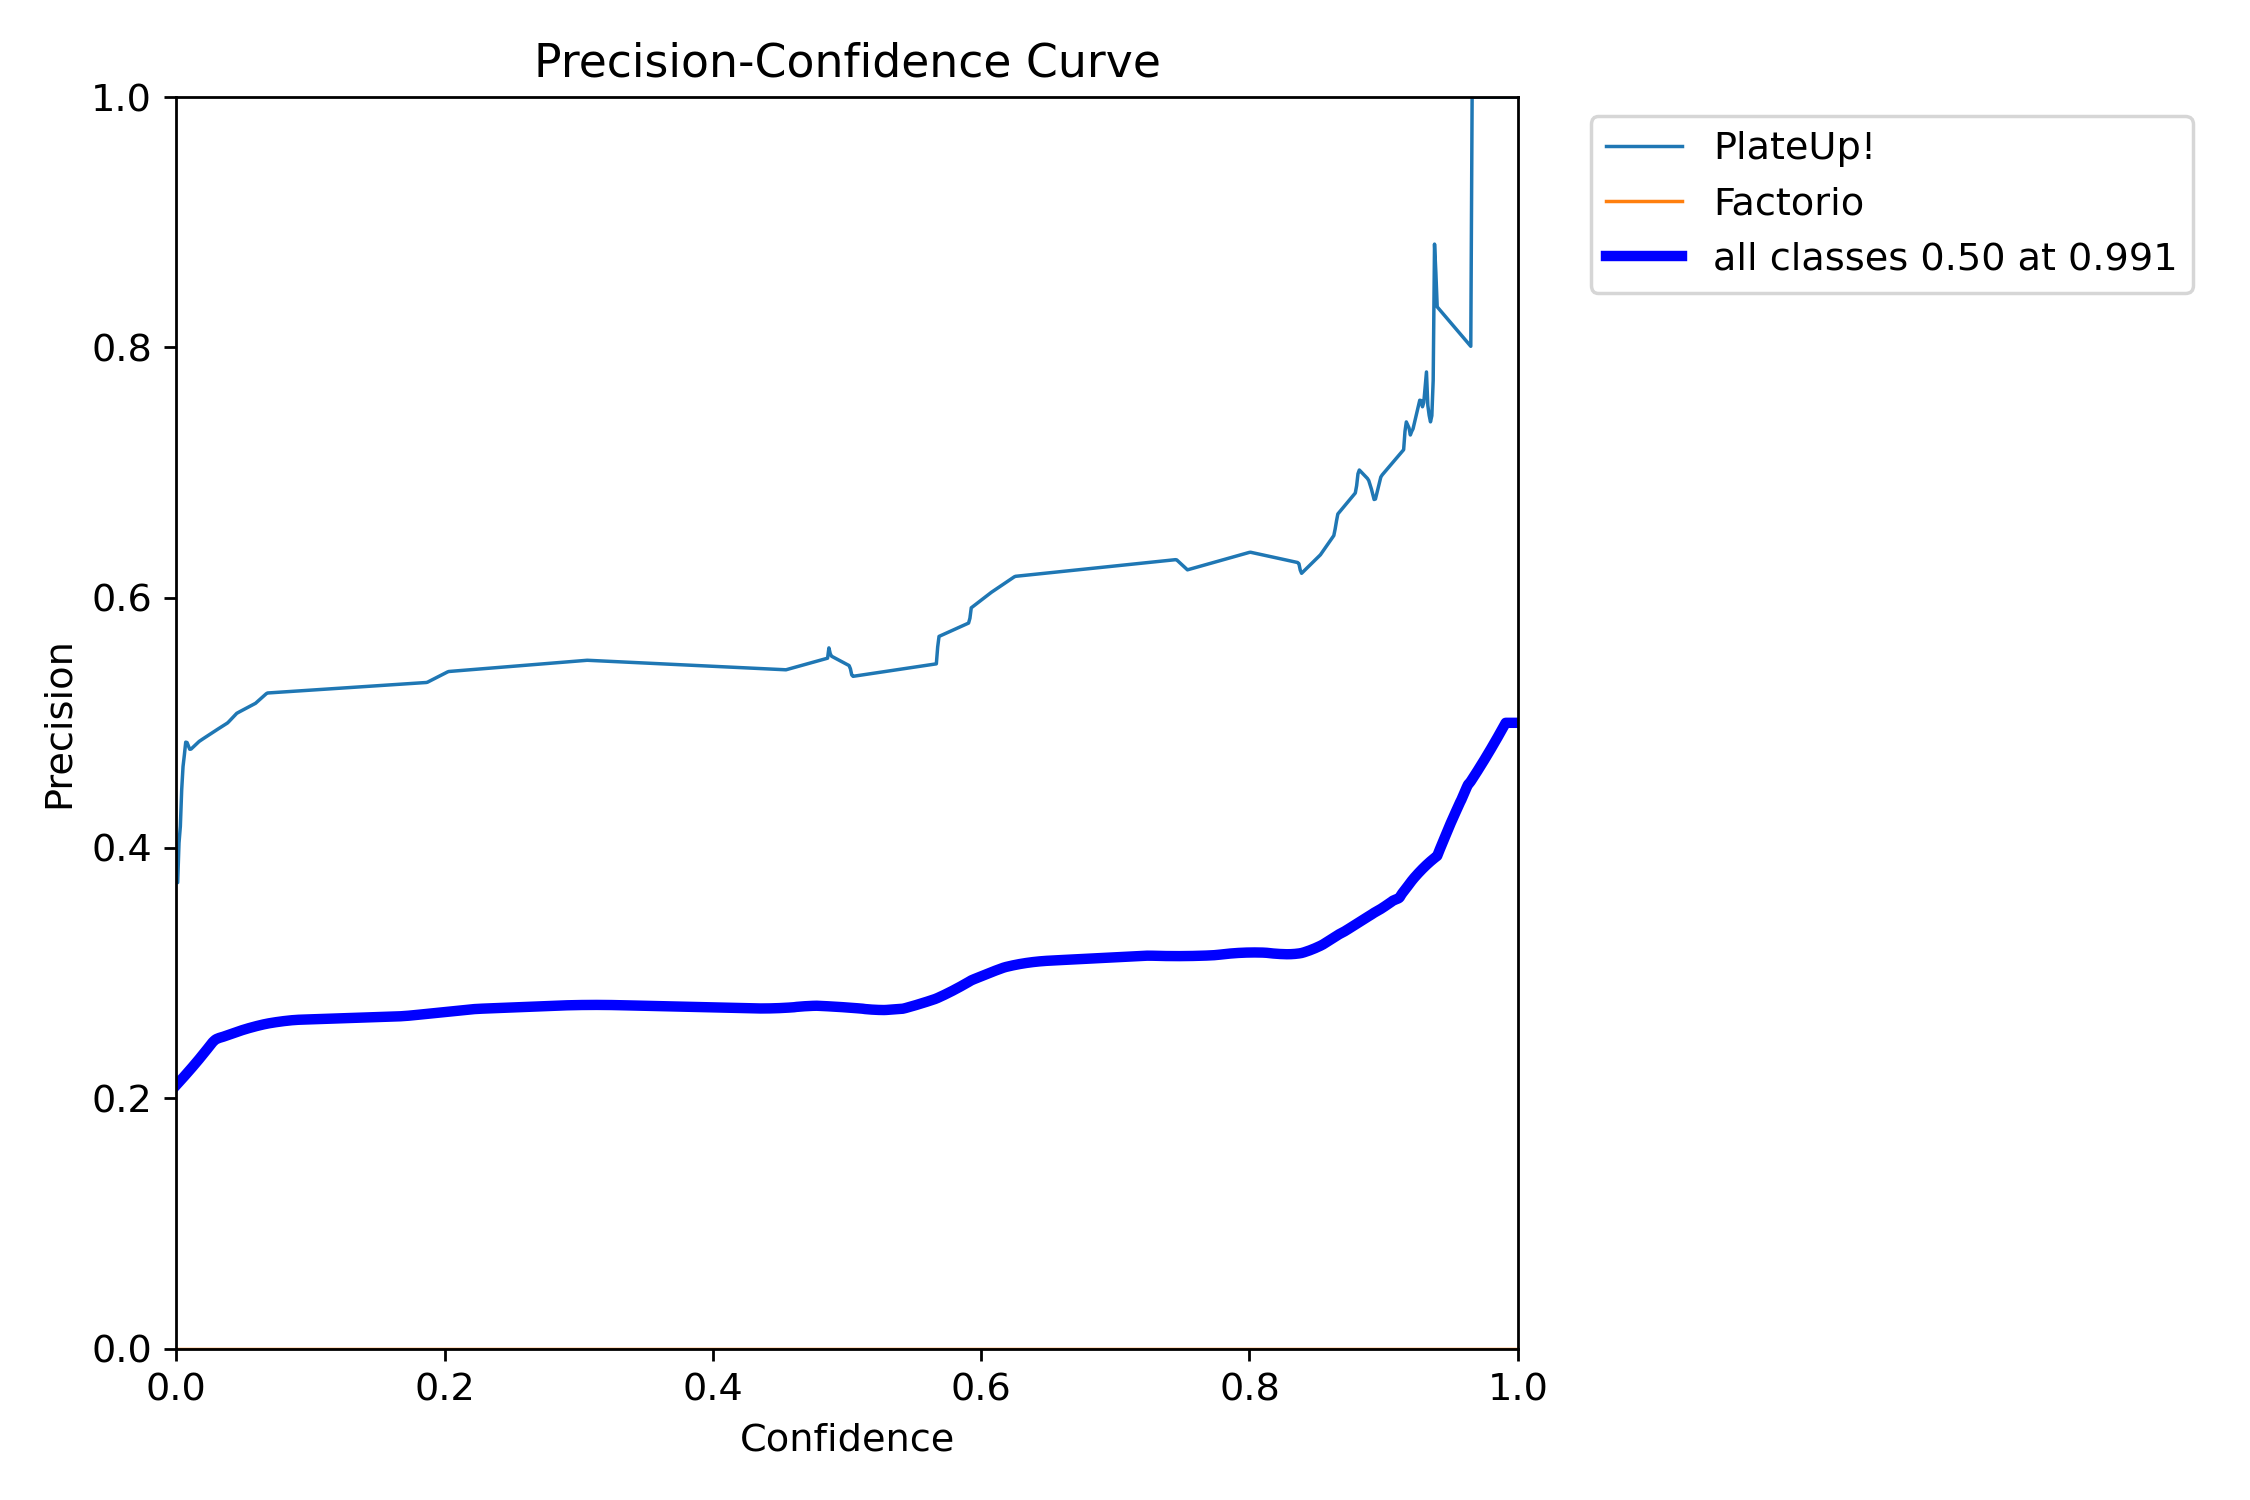 Precision-Confidence Curve
1.0
0.8
0.6
0.4
0.2
0.0
Precision
0.0 0.2 0.4 0.6 0.8 1.0
Confidence
PlateUp!
Factorio
all classes 0.50 at 0.991